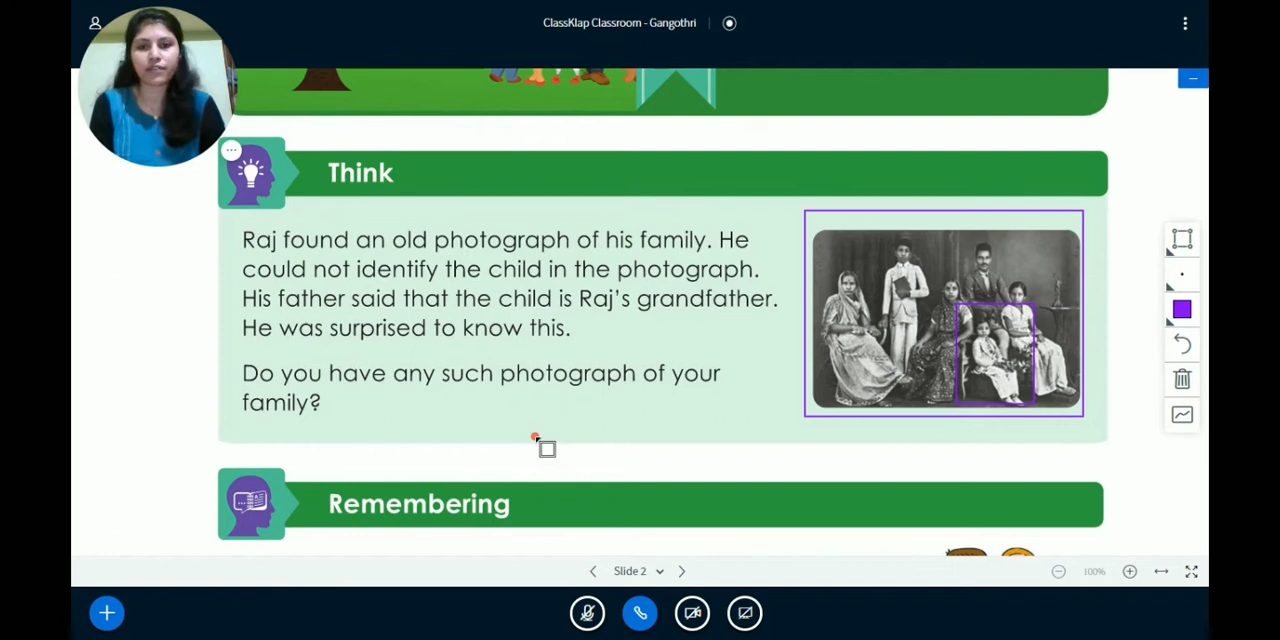 ClassKlap Classroom - Gangothri
Think
Raj found an old photograph of his family. He
could not identify the child in the photograph.
His father said that the child is Raj’s grandfather.
He was surprised to know this.
Do you have any such photograph of your
family?
Remembering
Slide 2
100%